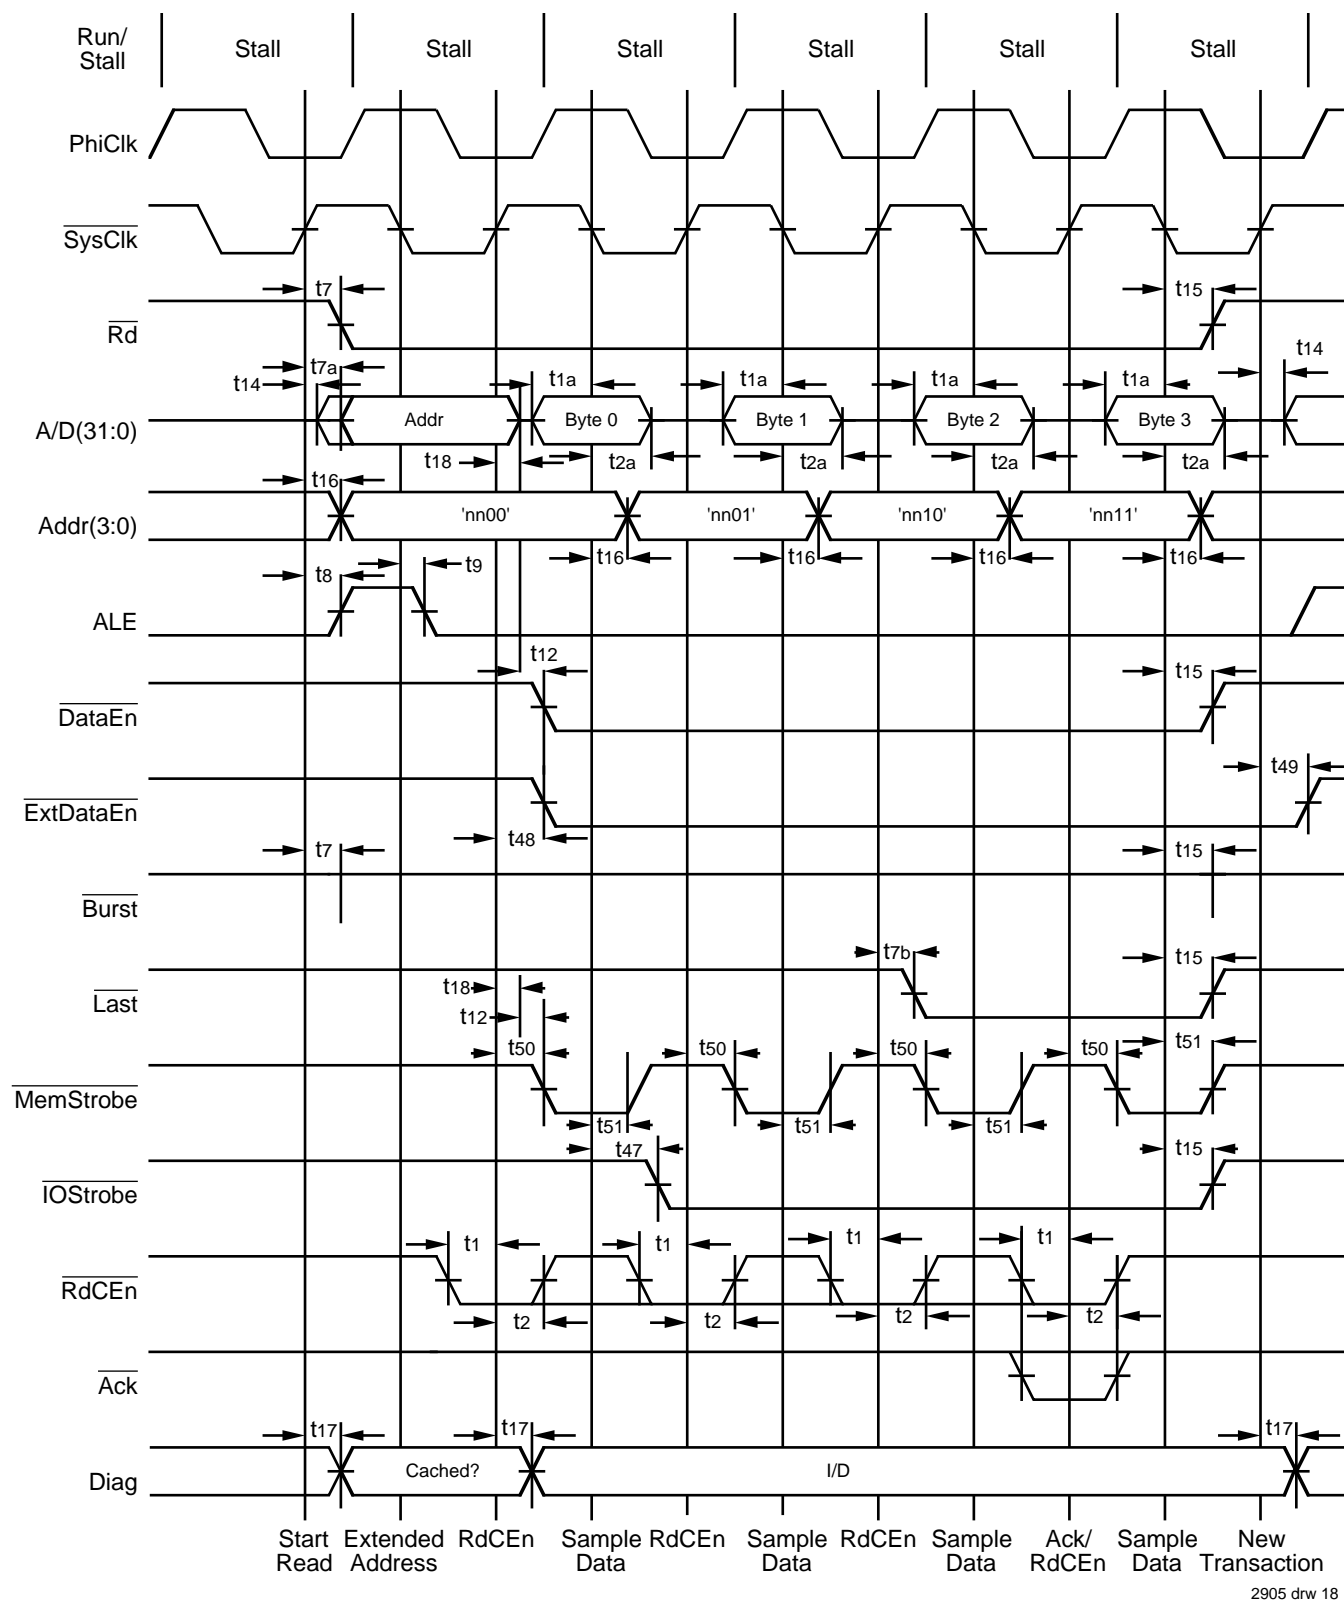 Run/
Stall
Stall Stall Stall Stall Stall Stall
PhiClk
SysClk
t7 t15
Rd
t7a t14
t14 t1a t1a t1a t1a
A/D(31:0) Addr Byte 0 Byte 1 Byte 2 Byte 3
t18 t2a t2a t2a t2a
t16
Addr(3:0) 'nn00' 'nn01' 'nn10' 'nn11'
t16 t16 t16 t16
t8 t9
ALE
t12 t15
DataEn
t49
ExtDataEn
t48
t7 t15
Burst
t7b t15
t18
Last
t12
t50 t50 t50 t50 t51
MemStrobe
t51 t51 t51
t47 t15
IOStrobe
t1 t1 t1 t1
RdCEn
t2 t2 t2 t2
Ack
t17 t17 t17
Diag Cached? I/D
Start Extended RdCEn Sample RdCEn Sample RdCEn Sample Ack/ Sample New
Read Address Data Data Data RdCEn Data Transaction
2905 drw 18